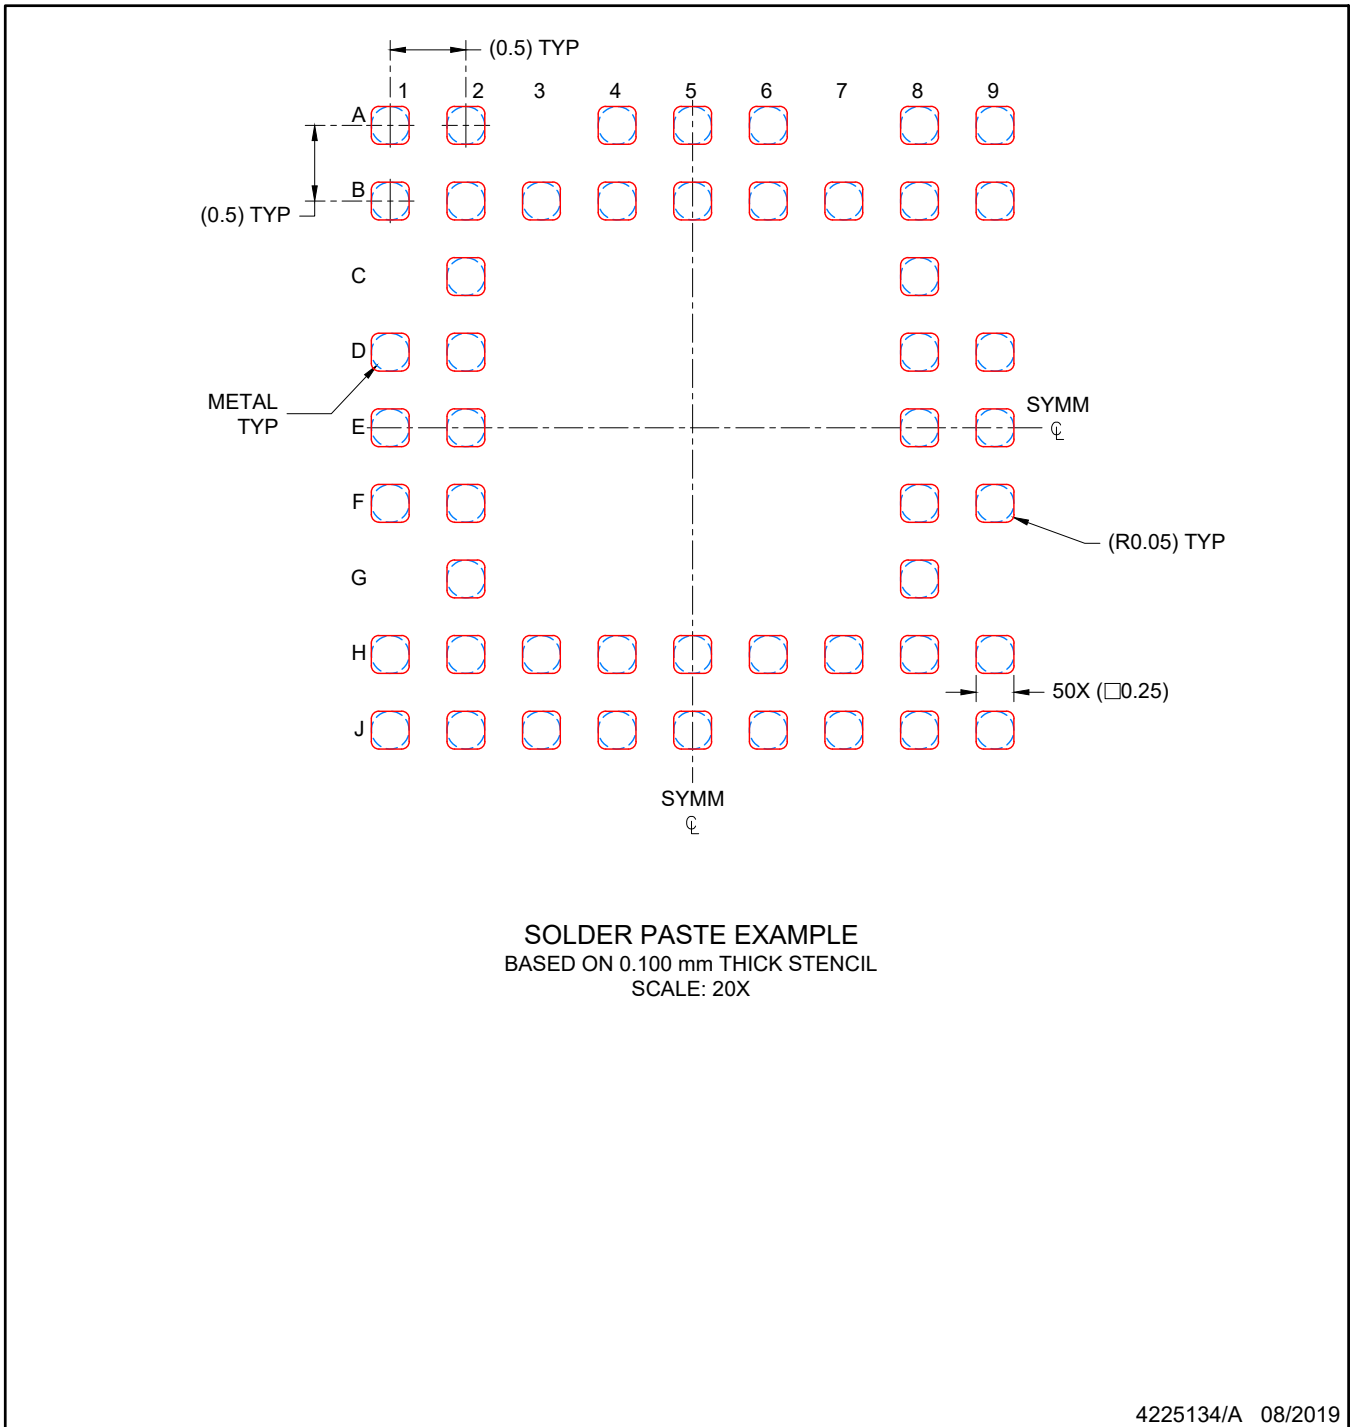 (0.5) TYP
1 2 3 4 5 6 7 8 9
A
B
(0.5) TYP
C
D
METAL
TYP
E
SYMM
℄
F
(R0.05) TYP
G
H
50X (□0.25)
J
SYMM
℄
SOLDER PASTE EXAMPLE
BASED ON 0.100 mm THICK STENCIL
SCALE: 20X
4225134/A 08/2019